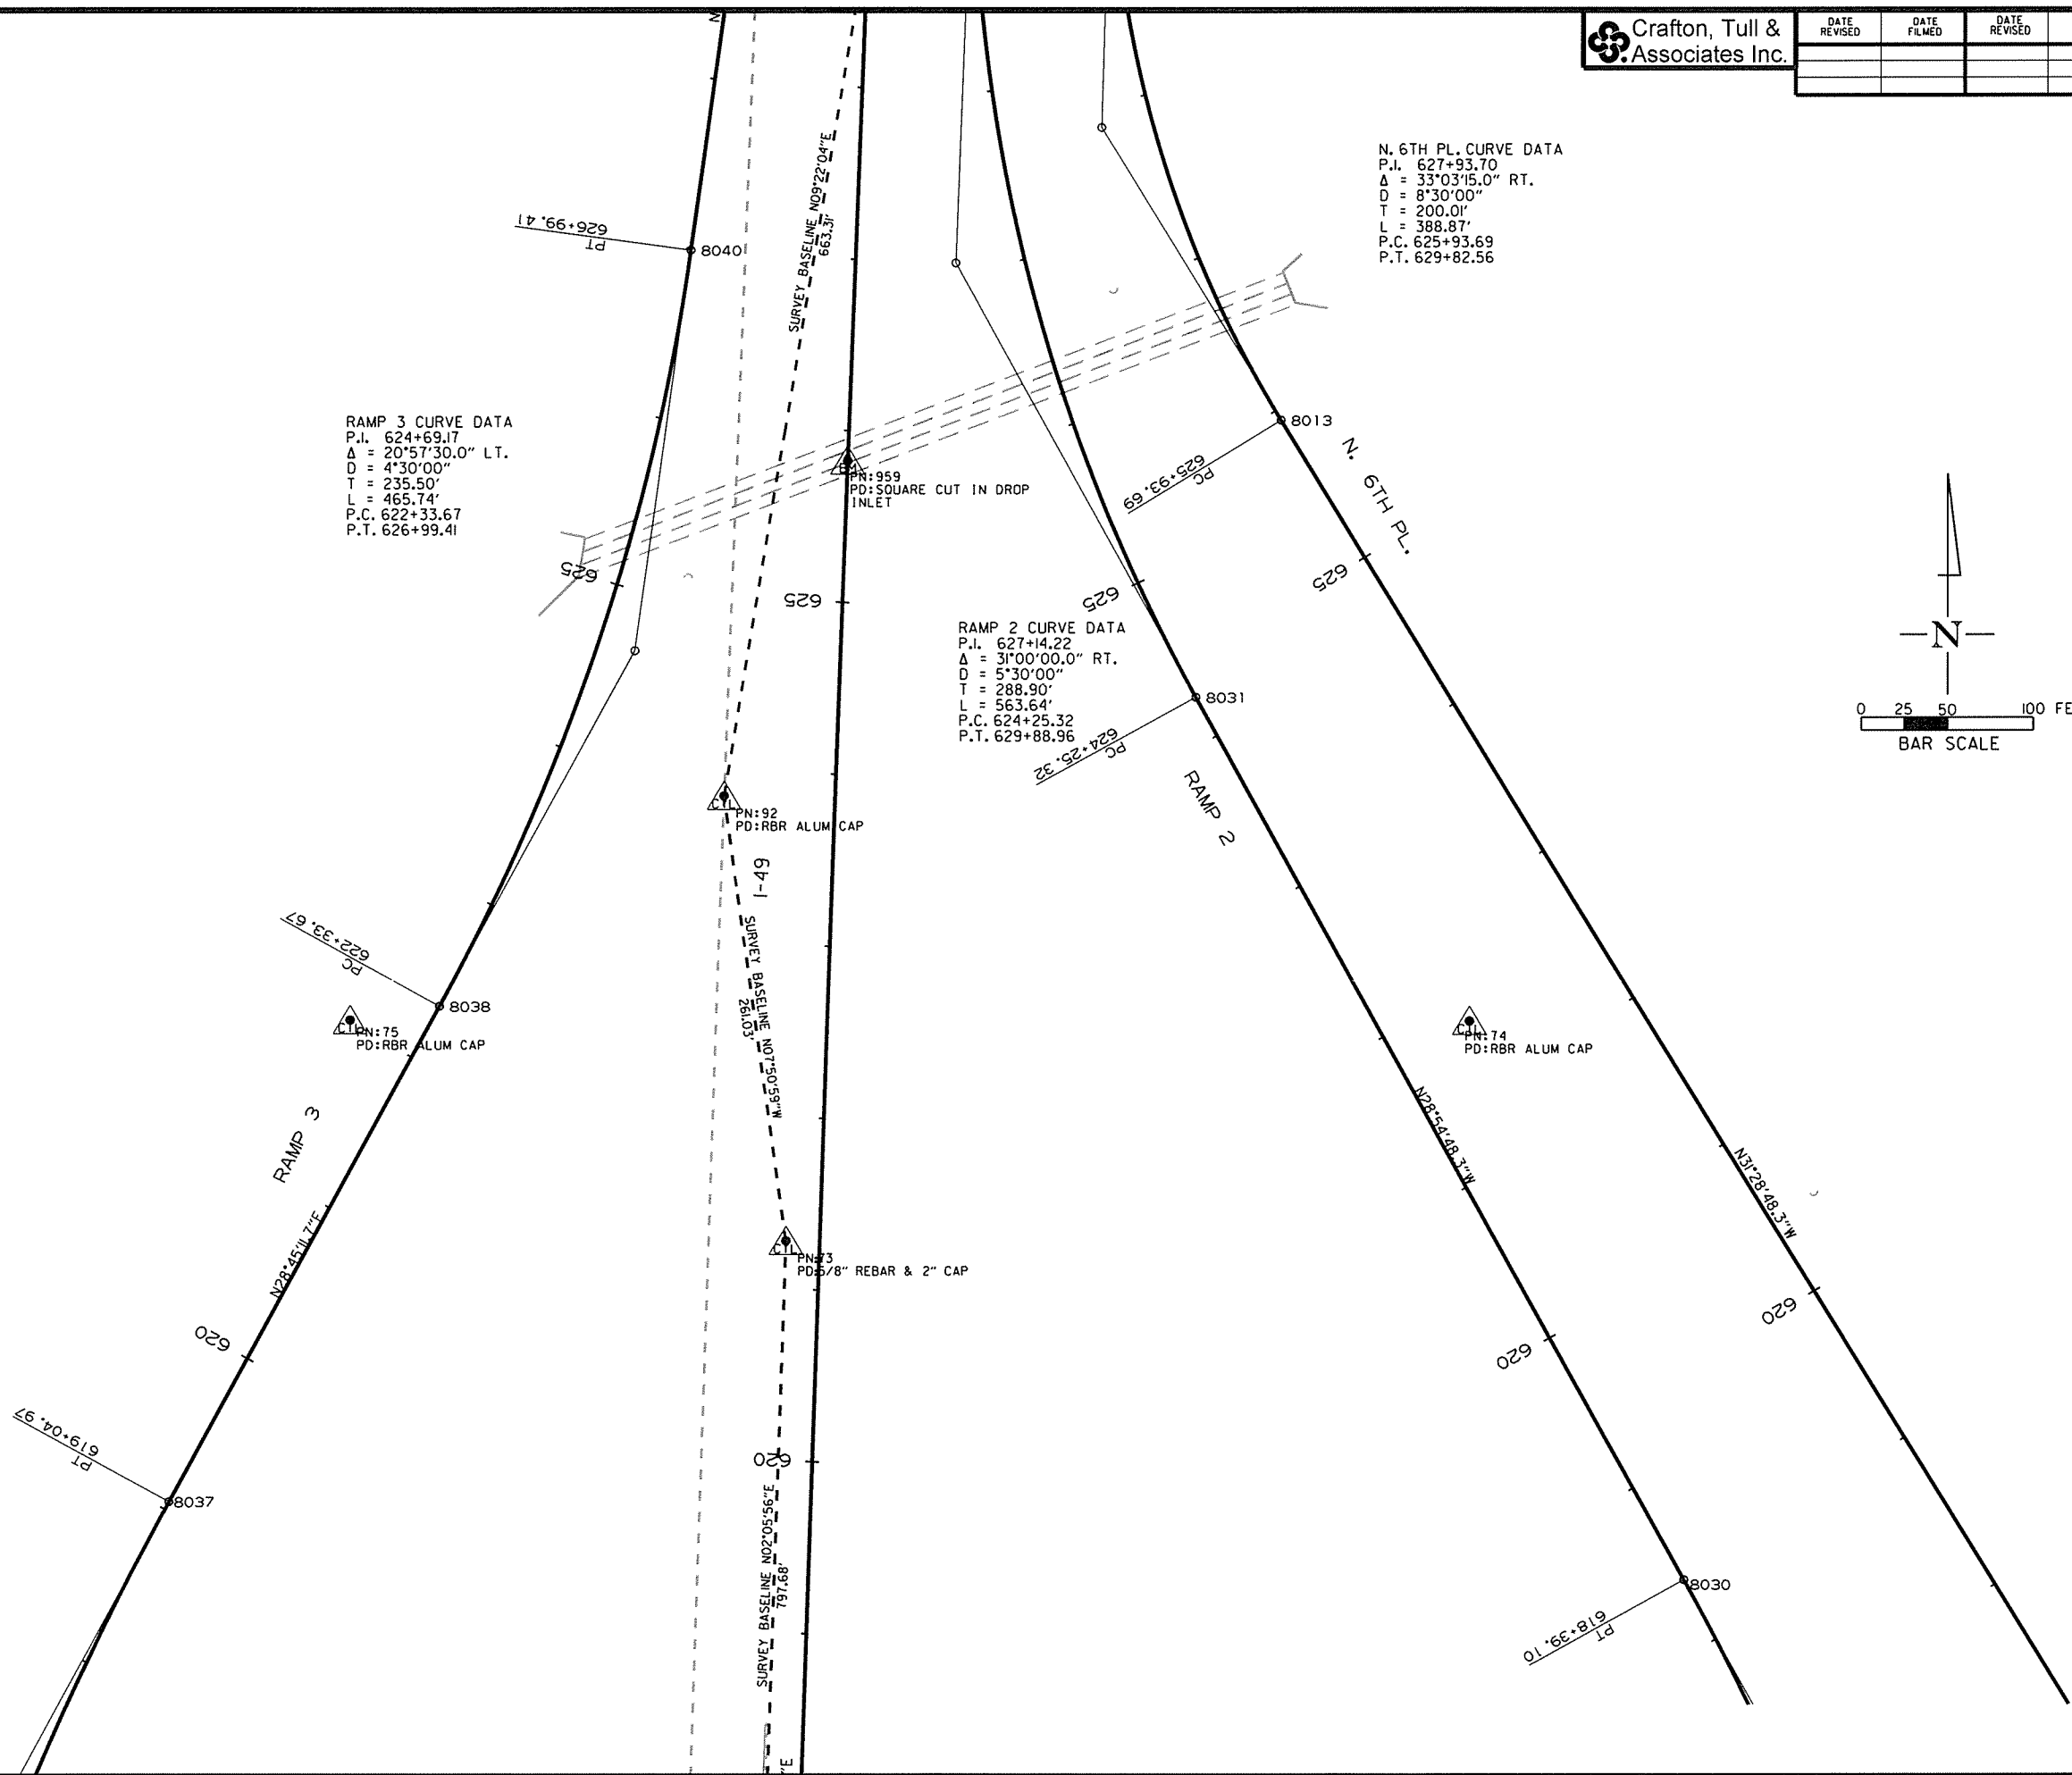 Crafton, Tull &
Associates Inc.
DATE
REVISED
DATE
FILMED
DATE
REVISED
N
SURVEY BASELINE N09°22'04"E
663.31'
N. 6TH PL. CURVE DATA
P.I. 627+93.70
Δ = 33°03'15.0" RT.
D = 8°30'00"
T = 200.01'
L = 388.87'
P.C. 625+93.69
P.T. 629+82.56
626+99.41
PT
8040
RAMP 3 CURVE DATA
P.I. 624+69.17
Δ = 20°57'30.0" LT.
D = 4°30'00"
T = 235.50'
L = 465.74'
P.C. 622+33.67
P.T. 626+99.41
BM
PN:959
PD:SQUARE CUT IN DROP
INLET
8013
625+93.69
PC
N. 6TH PL.
625
625
625
625
RAMP 2 CURVE DATA
P.I. 627+14.22
Δ = 31°00'00.0" RT.
D = 5°30'00"
T = 288.90'
L = 563.64'
P.C. 624+25.32
P.T. 629+88.96
8031
624+25.32
PC
RAMP 2
N
0 25 50 100 FE
BAR SCALE
CTL
PN:92
PD:RBR ALUM CAP
I-49
SURVEY BASELINE N07°50'59"W
261.03'
622+33.67
PC
8038
CTL
PN:75
PD:RBR ALUM CAP
CTL
PN:74
PD:RBR ALUM CAP
RAMP 3
N28°45'11.7"E
N28°54'48.3"W
N31°28'48.3"W
CTL
PN:73
PD:5/8" REBAR & 2" CAP
620
620
620
620
619+04.97
PT
8037
SURVEY BASELINE N02°05'56"E
797.68'
8030
618+39.10
PT
"E